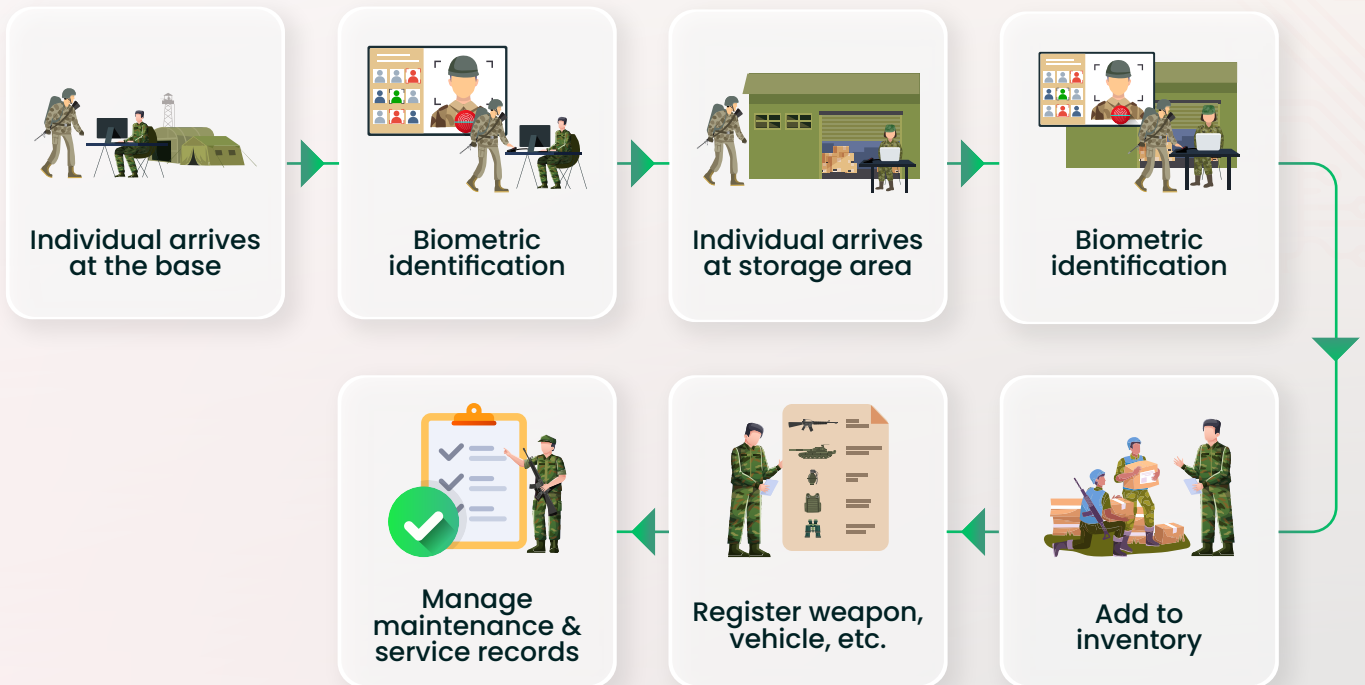 Individual arrives
at the base
Biometric
identification
Individual arrives
at storage area
Biometric
identification
Add to
inventory
Register weapon,
vehicle, etc.
Manage
maintenance &
service records